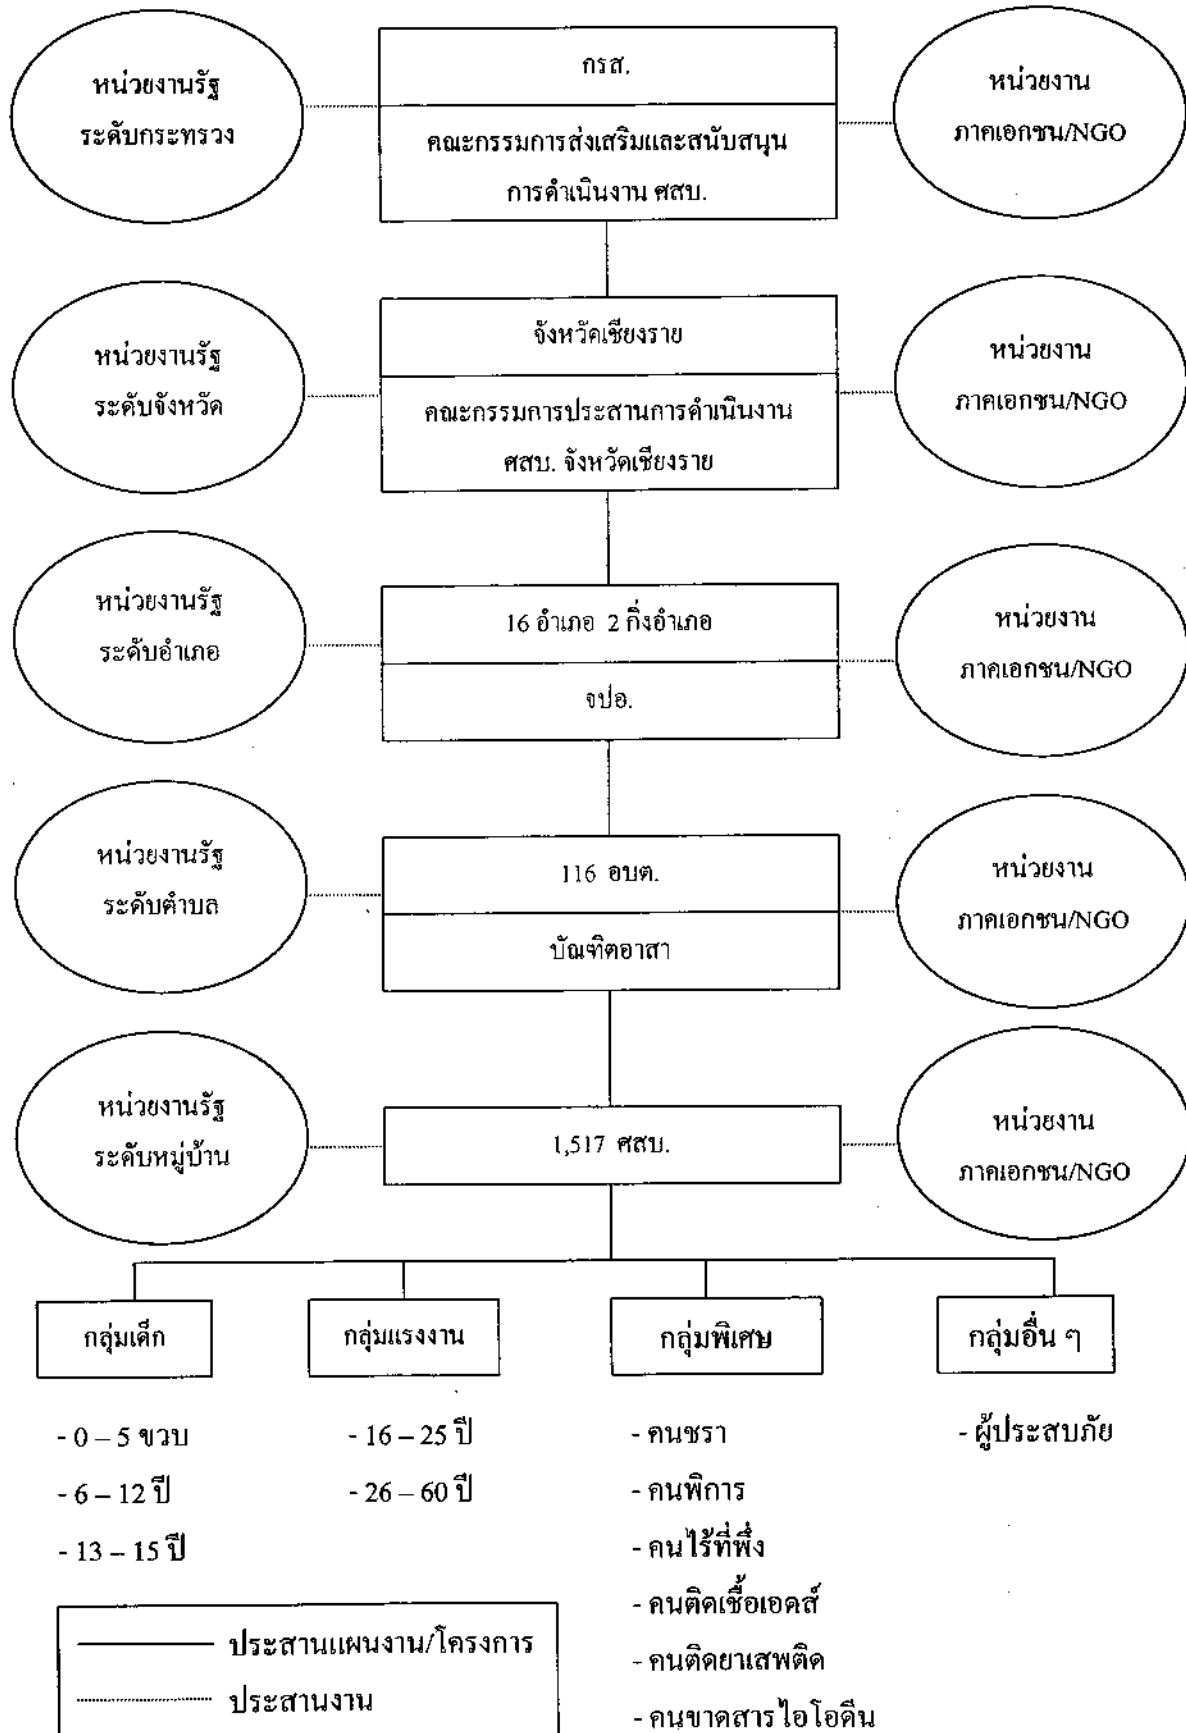 หน่วยงานรัฐ
ระดับกระทรวง
กรส.
คณะกรรมการส่งเสริมและสนับสนุน
การดำเนินงาน ศสบ.
หน่วยงาน
ภาคเอกชน/NGO
หน่วยงานรัฐ
ระดับจังหวัด
จังหวัดเชียงราย
คณะกรรมการประสานการดำเนินงาน
ศสบ. จังหวัดเชียงราย
หน่วยงาน
ภาคเอกชน/NGO
หน่วยงานรัฐ
ระดับอำเภอ
16 อำเภอ 2 กิ่งอำเภอ
จปอ.
หน่วยงาน
ภาคเอกชน/NGO
หน่วยงานรัฐ
ระดับตำบล
116 อบต.
บัณฑิตอาสา
หน่วยงาน
ภาคเอกชน/NGO
หน่วยงานรัฐ
ระดับหมู่บ้าน
1,517 ศสบ.
หน่วยงาน
ภาคเอกชน/NGO
กลุ่มเด็ก
- 0 – 5 ขวบ
- 6 – 12 ปี
- 13 – 15 ปี
กลุ่มแรงงาน
- 16 – 25 ปี
- 26 – 60 ปี
กลุ่มพิเศษ
- คนชรา
- คนพิการ
- คนไร้ที่พึ่ง
- คนติดเชื้อเอดส์
- คนติดยาเสพติด
- คนขาดสารไอโอดีน
กลุ่มอื่น ๆ
- ผู้ประสบภัย
ประสานแผนงาน/โครงการ
ประสานงาน